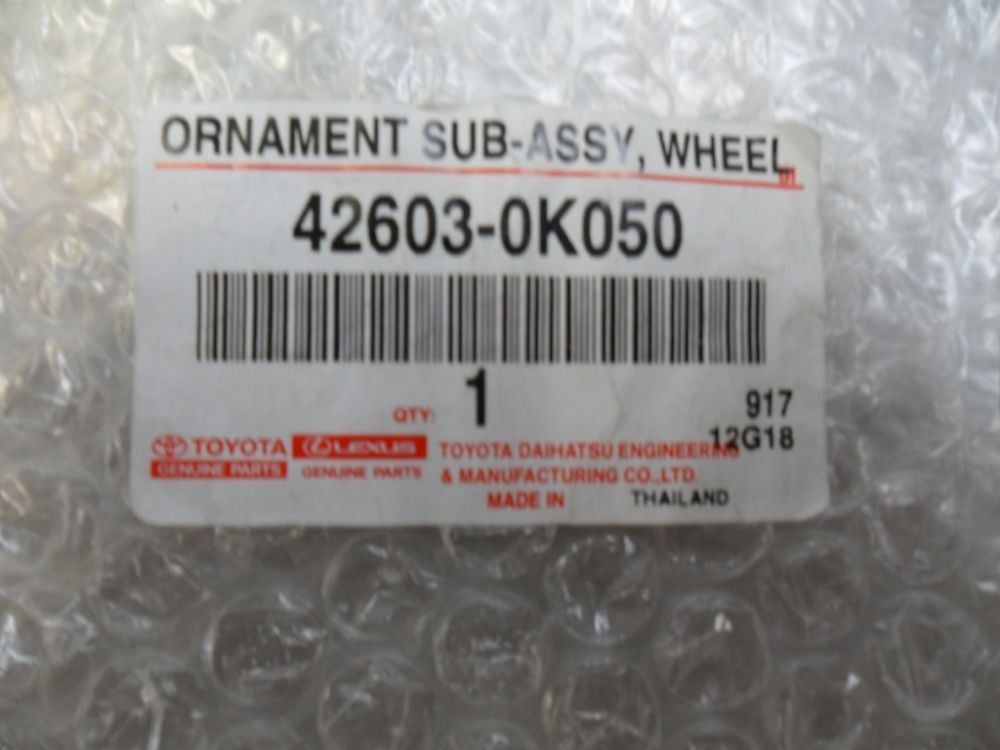 ORNAMENT SUB-ASSY, WHEEL
42603-0K050
QTY: 1
917
12G18
TOYOTA
GENUINE PARTS
LEXUS
GENUINE PARTS
TOYOTA DAIHATSU ENGINEERING
& MANUFACTURING CO.,LTD.
MADE IN THAILAND